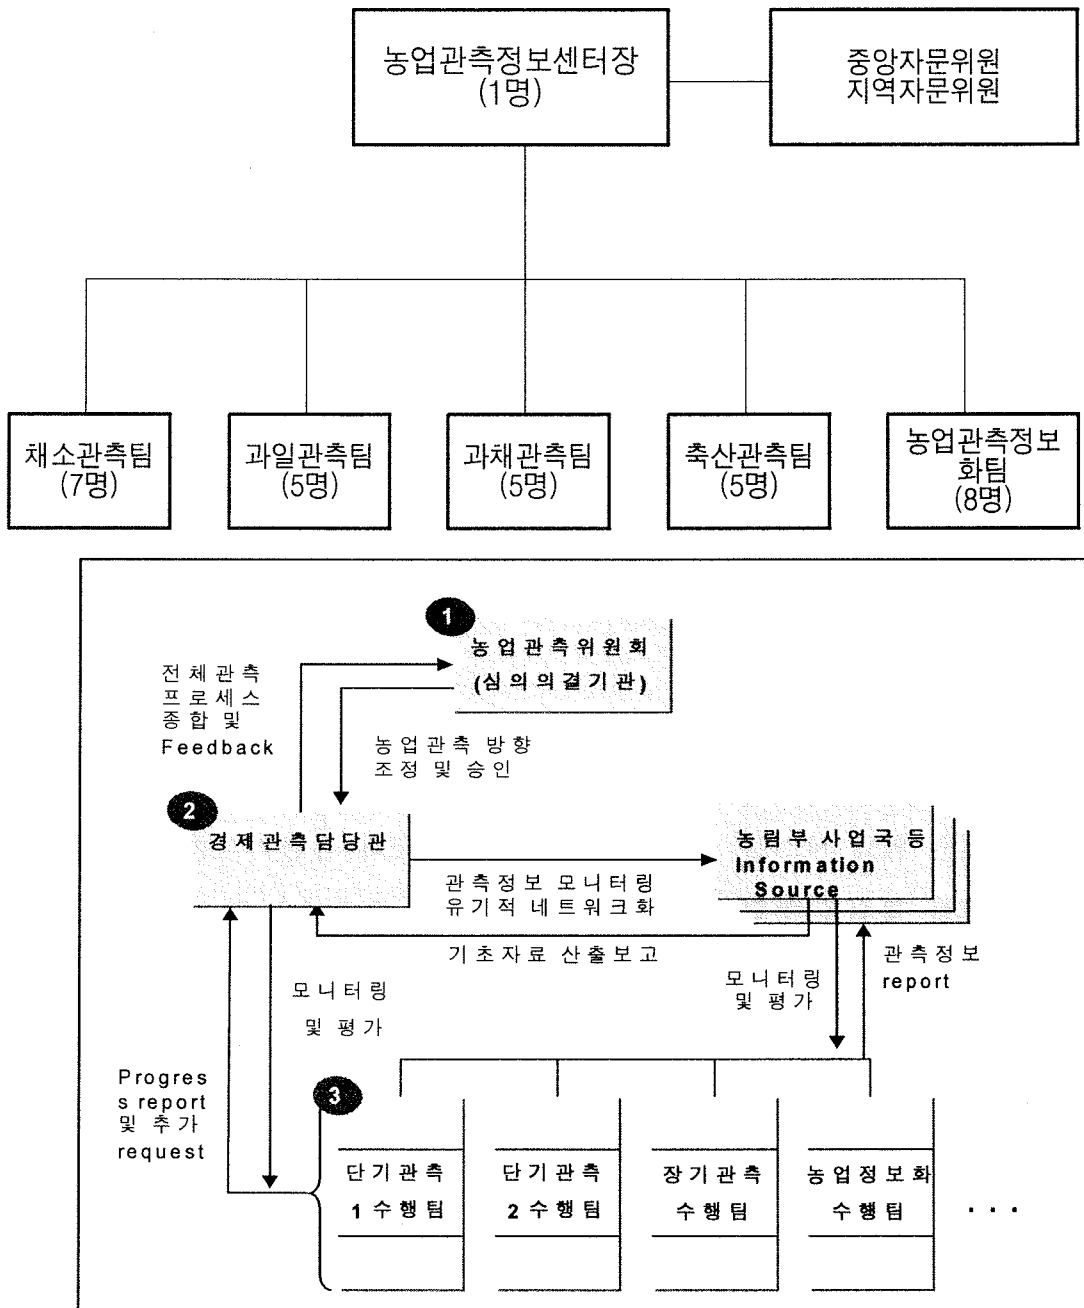 농업관측정보센터장
(1명)
중앙자문위원
지역자문위원
채소관측팀
(7명)
과일관측팀
(5명)
과채관측팀
(5명)
축산관측팀
(5명)
농업관측정보
화팀
(8명)
1
농업관측위원회
(심의의결기관)
전체관측
프로세스
종합 및
Feedback
농업관측 방향
조정 및 승인
2
경제관측담당관
농림부 사업국 등
Information
Source
관측정보 모니터링
유기적 네트워크화
기초자료 산출보고
모니터링
및 평가
모니터링
및 평가
관측정보
report
Progres
s report
및 추가
request
3
단기관측
1 수행팀
단기관측
2 수행팀
장기관측
수행팀
농업정보화
수행팀
...